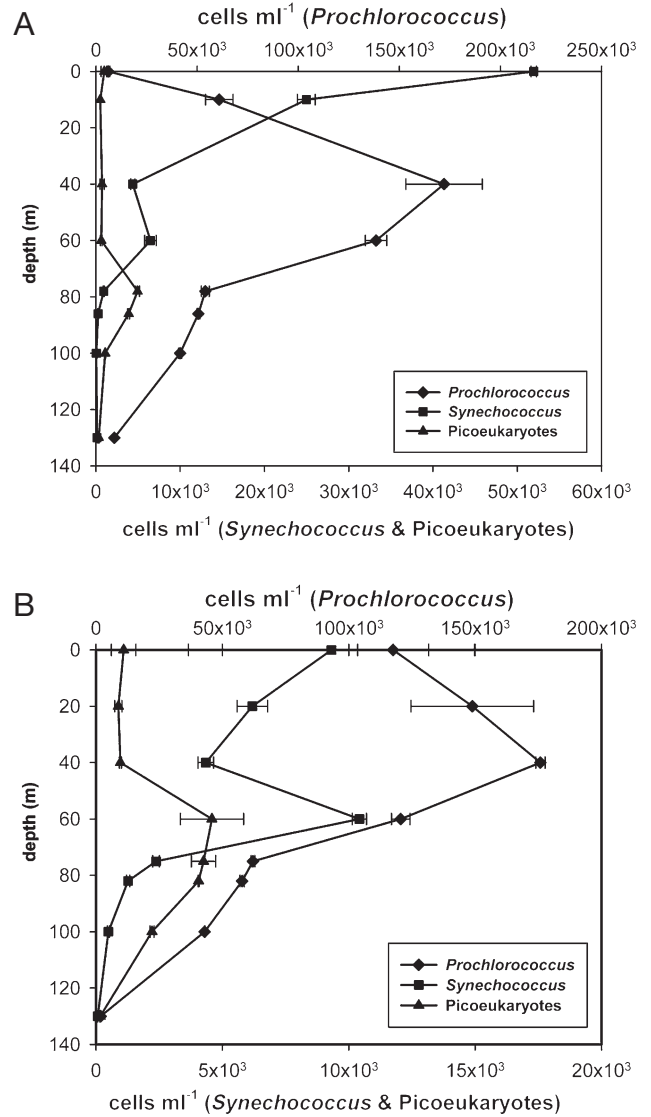 A
cells ml⁻¹ (Prochlorococcus)
0 50x10³ 100x10³ 150x10³ 200x10³ 250x10³
0
20
40
60
80
100
120
140
depth (m)
Prochlorococcus
Synechococcus
Picoeukaryotes
0 10x10³ 20x10³ 30x10³ 40x10³ 50x10³ 60x10³
cells ml⁻¹ (Synechococcus & Picoeukaryotes)
B
cells ml⁻¹ (Prochlorococcus)
0 50x10³ 100x10³ 150x10³ 200x10³
0
20
40
60
80
100
120
140
depth (m)
Prochlorococcus
Synechococcus
Picoeukaryotes
0 5x10³ 10x10³ 15x10³ 20x10³
cells ml⁻¹ (Synechococcus & Picoeukaryotes)